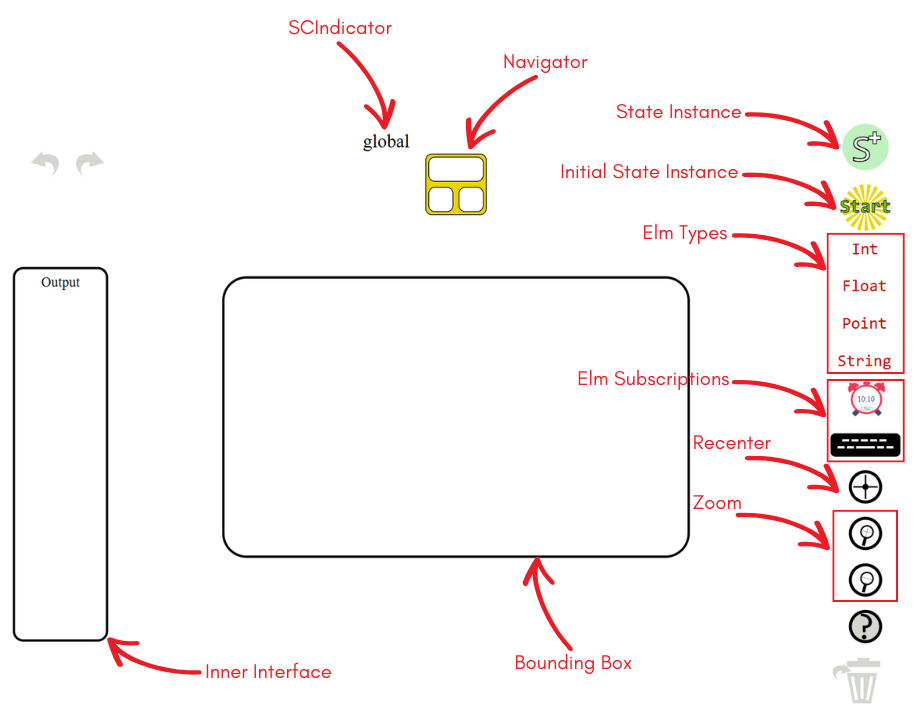 SCIndicator
Navigator
global
State Instance
S+
Initial State Instance
Start
Elm Types
Int
Float
Point
String
Output
Elm Subscriptions
10:10
Recenter
Zoom
?
Bounding Box
Inner Interface